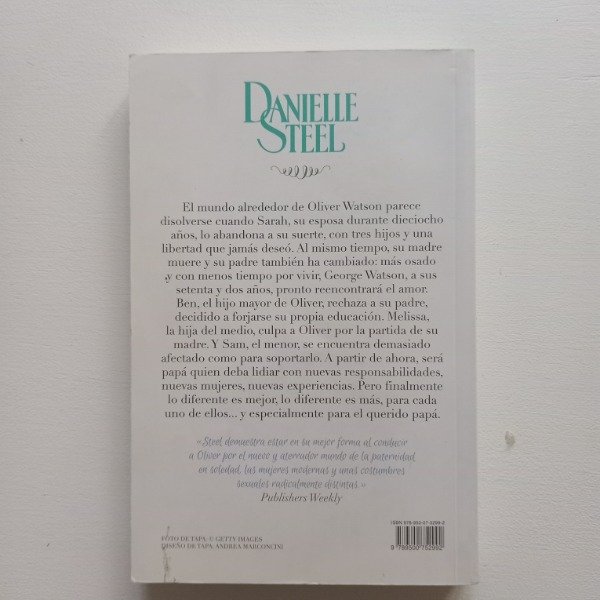 DANIELLE
STEEL
El mundo alrededor de Oliver Watson parece
disolverse cuando Sarah, su esposa durante dieciocho
años, lo abandona a su suerte, con tres hijos y una
libertad que jamás deseó. Al mismo tiempo, su madre
muere y su padre también ha cambiado: más osado
y con menos tiempo por vivir, George Watson, a sus
setenta y dos años, pronto reencontrará el amor.
Ben, el hijo mayor de Oliver, rechaza a su padre,
decidido a forjarse su propia educación. Melissa,
la hija del medio, culpa a Oliver por la partida de su
madre. Y Sam, el menor, se encuentra demasiado
afectado como para soportarlo. A partir de ahora, será
papá quien deba lidiar con nuevas responsabilidades,
nuevas mujeres, nuevas experiencias. Pero finalmente
lo diferente es mejor, lo diferente es más, para cada
uno de ellos... y especialmente para el querido papá.
«Steel demuestra estar en su mejor forma al conducir
a Oliver por el nuevo y aterrador mundo de la paternidad
en soledad, las mujeres modernas y unas costumbres
sexuales radicalmente distintas.»
Publishers Weekly
FOTO DE TAPA: © GETTY IMAGES
DISEÑO DE TAPA: ANDREA MARCONCINI